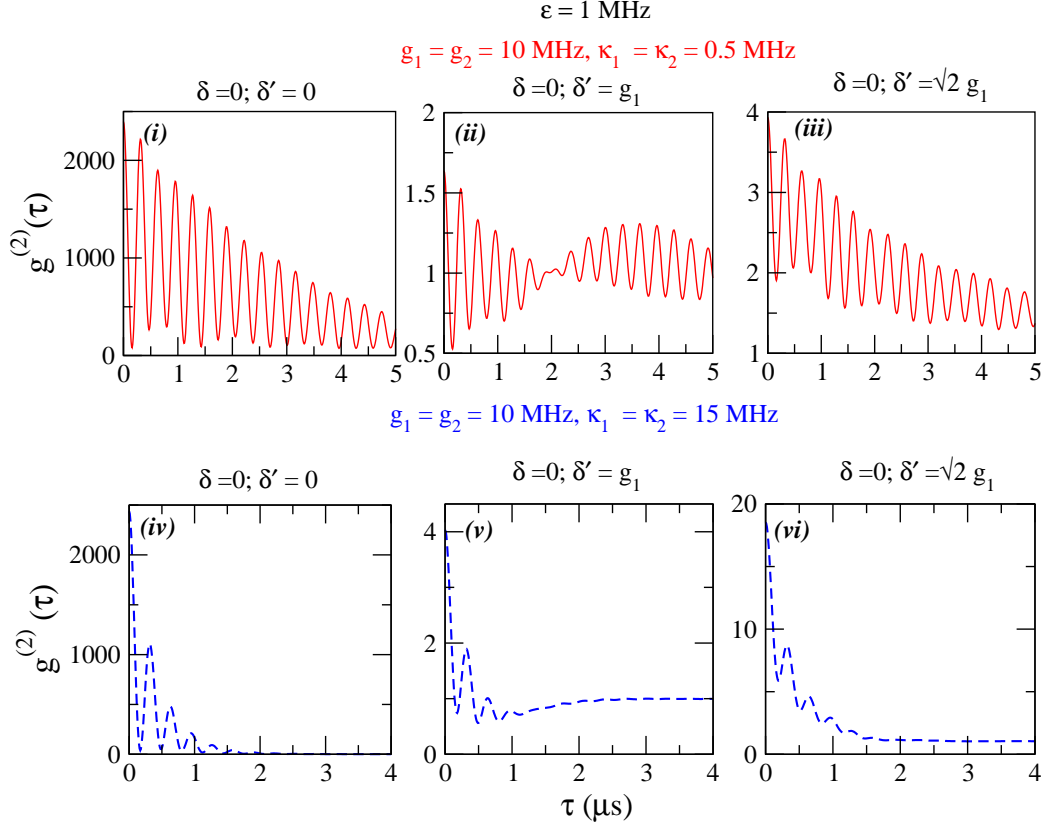 ε = 1 MHz
g₁ = g₂ = 10 MHz, κ₁ = κ₂ = 0.5 MHz
δ =0; δ′ = 0
δ=0; δ′ = g₁
δ=0; δ′ =√2 g₁
(i)
(ii)
(iii)
g⁽²⁾(τ)
2000
1000
0
0 1 2 3 4 5
2
1.5
1
0.5
0 1 2 3 4 5
4
3
2
1
0 1 2 3 4 5
g₁ = g₂ = 10 MHz, κ₁ = κ₂ = 15 MHz
δ=0; δ′ = 0
δ=0; δ′ = g₁
δ=0; δ′ =√2 g₁
(iv)
(v)
(vi)
g⁽²⁾ (τ)
2000
1000
0
0 1 2 3 4
4
2
0
0 1 2 3 4
20
10
0
0 1 2 3 4
τ (μs)